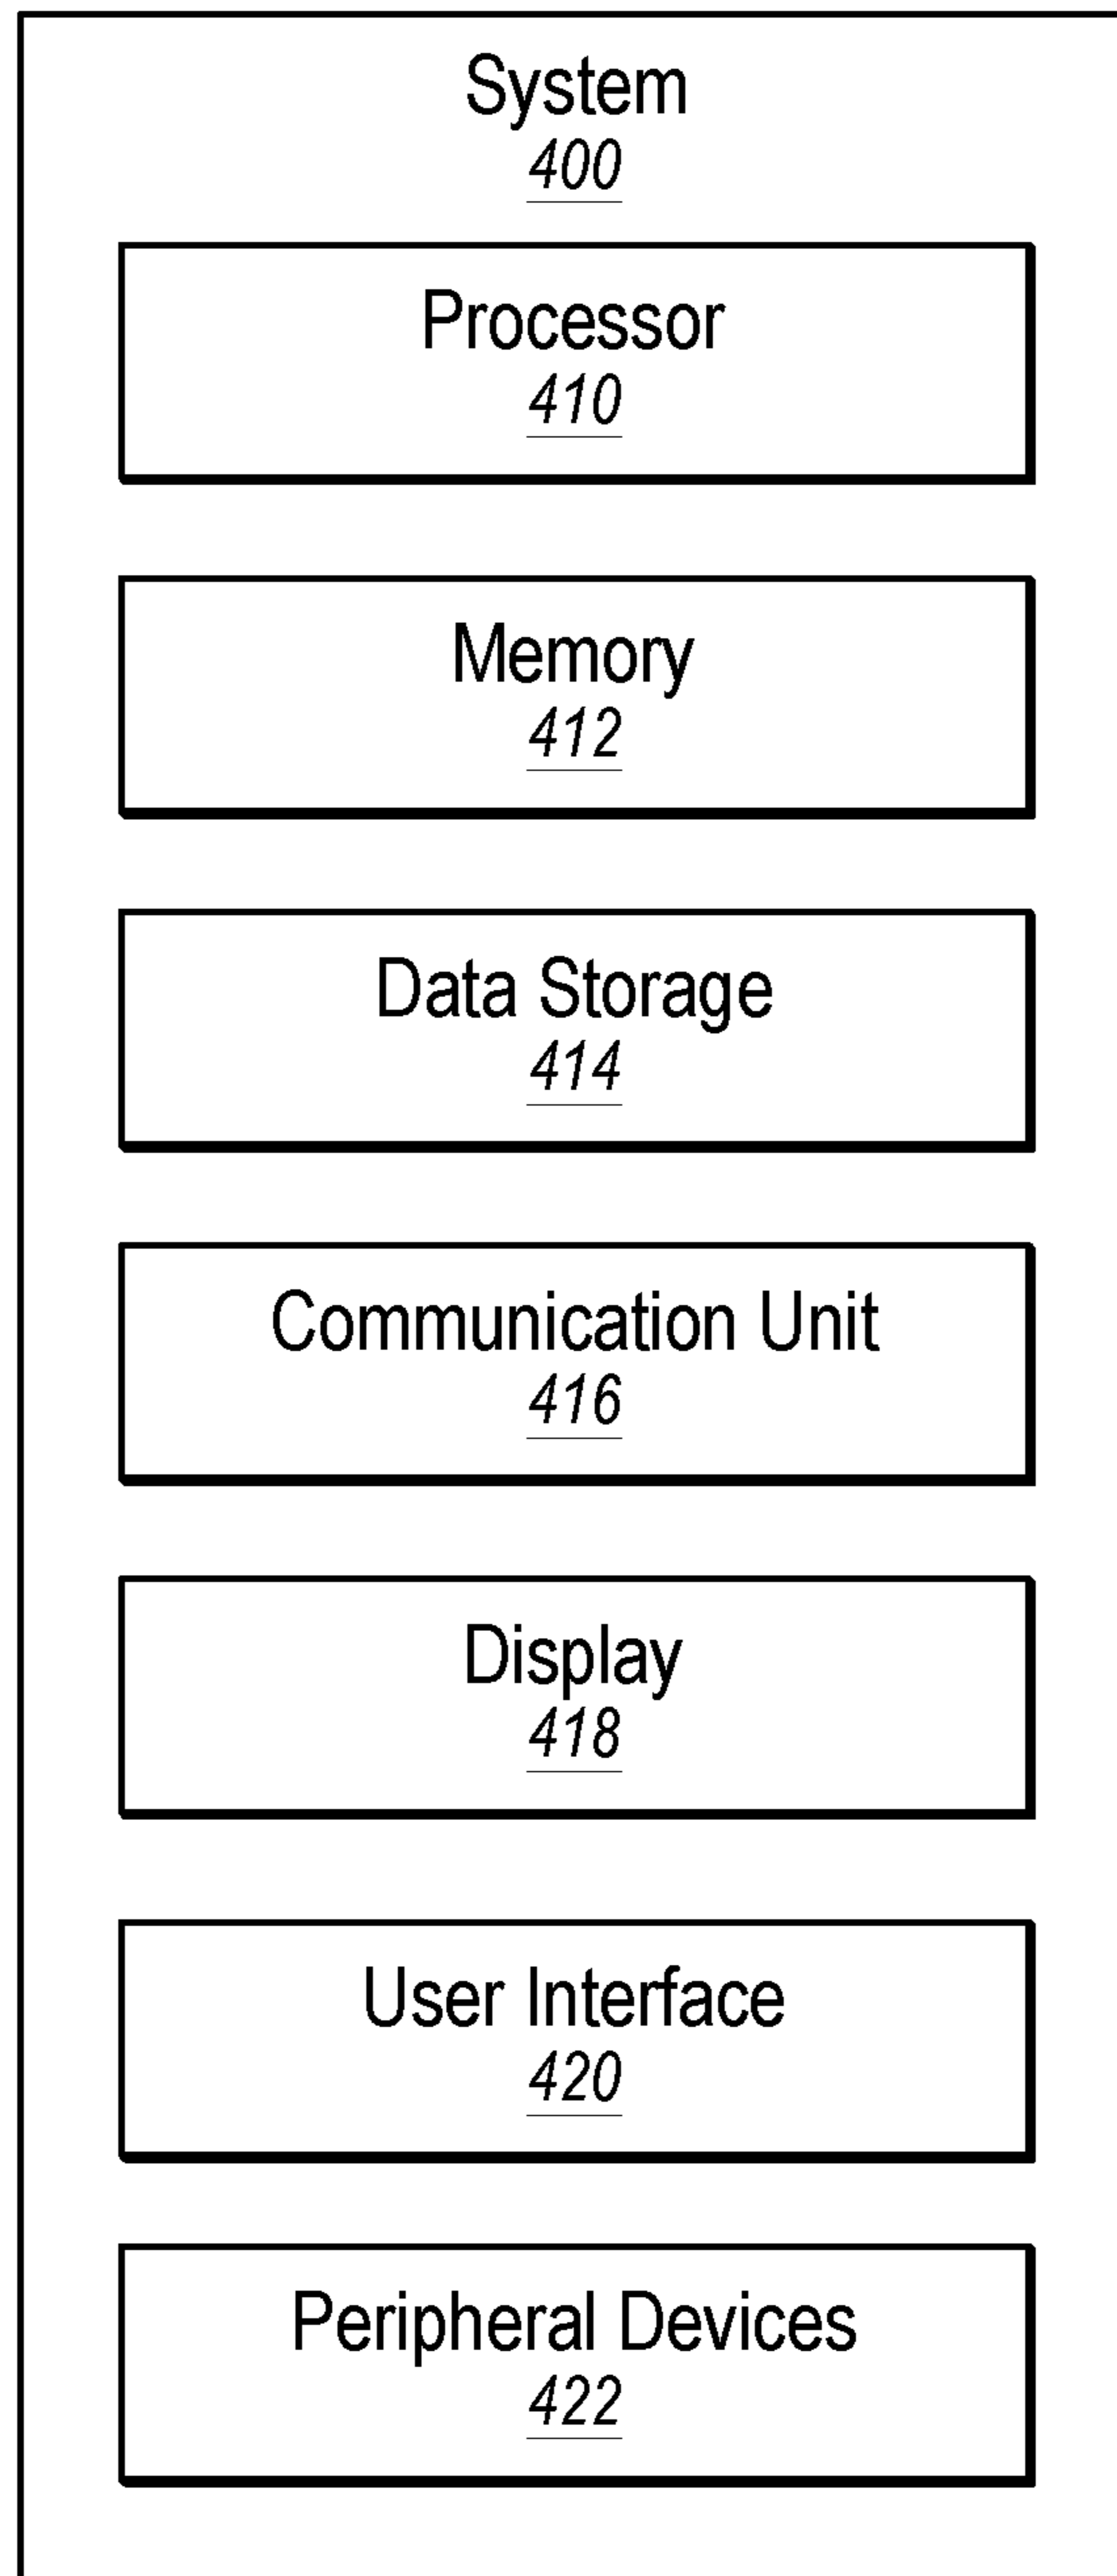 System
400
Processor
410
Memory
412
Data Storage
414
Communication Unit
416
Display
418
User Interface
420
Peripheral Devices
422